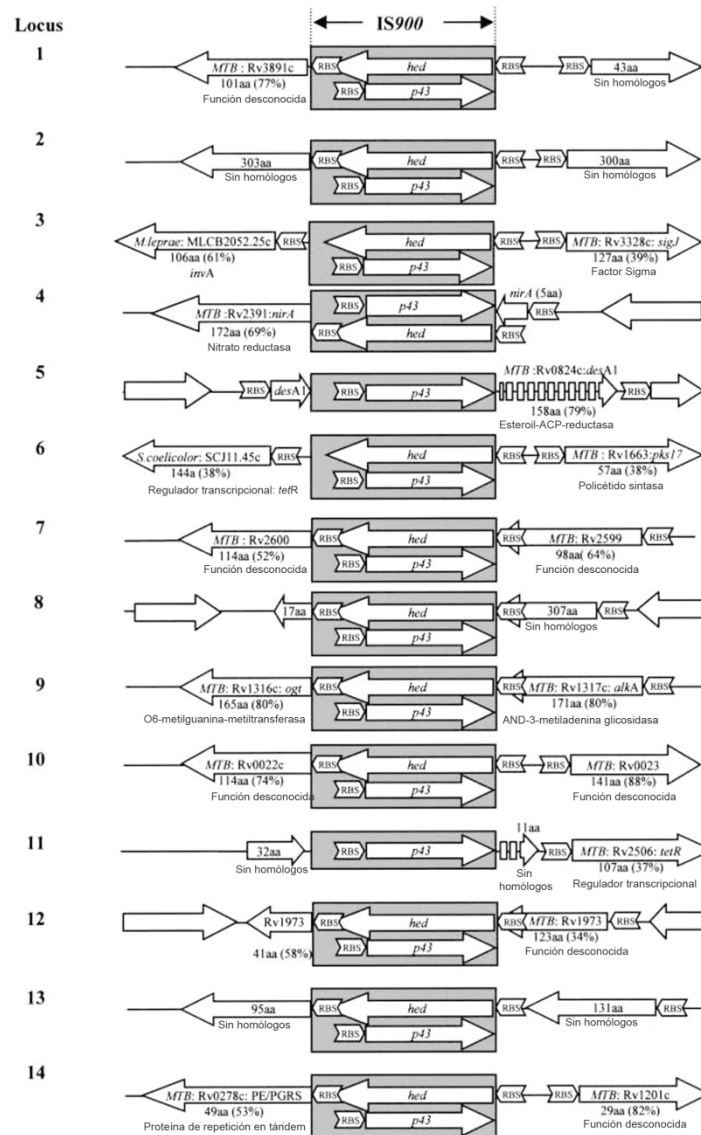 Locus
IS900
1
MTB : Rv3891c RBS hed RBS RBS 43aa
101aa (77%) RBS p43 Sin homólogos
Función desconocida
2
303aa RBS hed RBS RBS 300aa
Sin homólogos RBS p43 Sin homólogos
3
M.leprae: MLCB2052.25c RBS hed RBS RBS MTB: Rv3328c: sigJ
106aa (61%) RBS p43 127aa (39%)
invA Factor Sigma
4
RBS p43 nirA (5aa)
MTB :Rv2391:nirA RBS hed RBS RBS
172aa (69%)
Nitrato reductasa
5
MTB :Rv0824c:desA1
RBS desA1 RBS p43 RBS
158aa (79%)
Esteroil-ACP-reductasa
6
S.coelicolor: SCJ11.45c RBS hed RBS RBS MTB : Rv1663:pks17
144a (38%) RBS p43 57aa (38%)
Regulador transcripcional: tetR Policétido sintasa
7
MTB : Rv2600 RBS hed RBS MTB: Rv2599 RBS
114aa (52%) RBS p43 98aa( 64%)
Función desconocida Función desconocida
8
17aa RBS hed RBS 307aa RBS
RBS p43 Sin homólogos
9
MTB: Rv1316c: ogt RBS hed RBS MTB: Rv1317c: alkA RBS
165aa (80%) RBS p43 171aa (80%)
O6-metilguanina-metiltransferasa AND-3-metiladenina glicosidasa
10
MTB: Rv0022c RBS hed RBS RBS MTB: Rv0023
114aa (74%) RBS p43 141aa (88%)
Función desconocida Función desconocida
11
11aa
32aa RBS p43 RBS MTB: Rv2506: tetR
Sin homólogos Sin homólogos 107aa (37%)
Regulador transcripcional
12
Rv1973 RBS hed RBS MTB: Rv1973 RBS
41aa (58%) RBS p43 123aa (34%)
Función desconocida
13
95aa RBS hed RBS 131aa RBS
Sin homólogos RBS p43 Sin homólogos
14
MTB: Rv0278c: PE/PGRS RBS hed RBS RBS MTB: Rv1201c
49aa (53%) RBS p43 29aa (82%)
Proteína de repetición en tándem Función desconocida